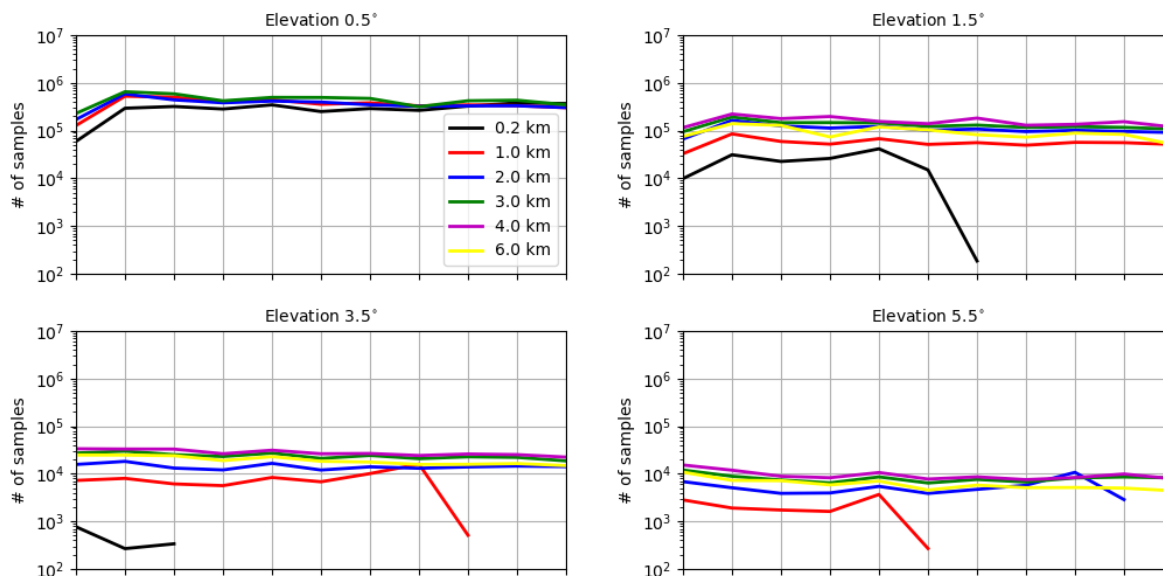 Elevation 0.5°
10⁷
10⁶
10⁵
10⁴
10³
10²
# of samples
0.2 km
1.0 km
2.0 km
3.0 km
4.0 km
6.0 km
Elevation 1.5°
10⁷
10⁶
10⁵
10⁴
10³
10²
# of samples
Elevation 3.5°
10⁷
10⁶
10⁵
10⁴
10³
10²
# of samples
Elevation 5.5°
10⁷
10⁶
10⁵
10⁴
10³
10²
# of samples